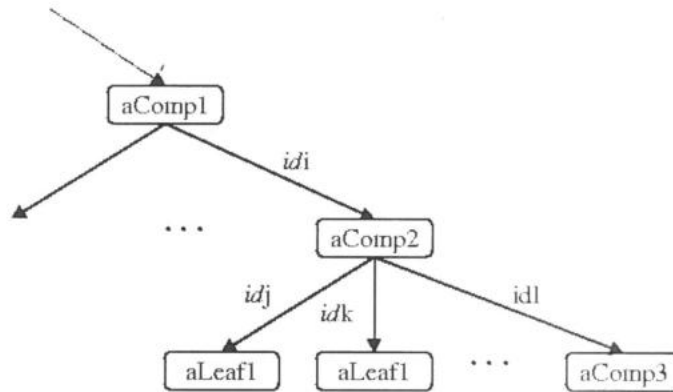 aComp1
idi
...
aComp2
idj
idk
idl
aLeaf1
aLeaf1
...
aComp3